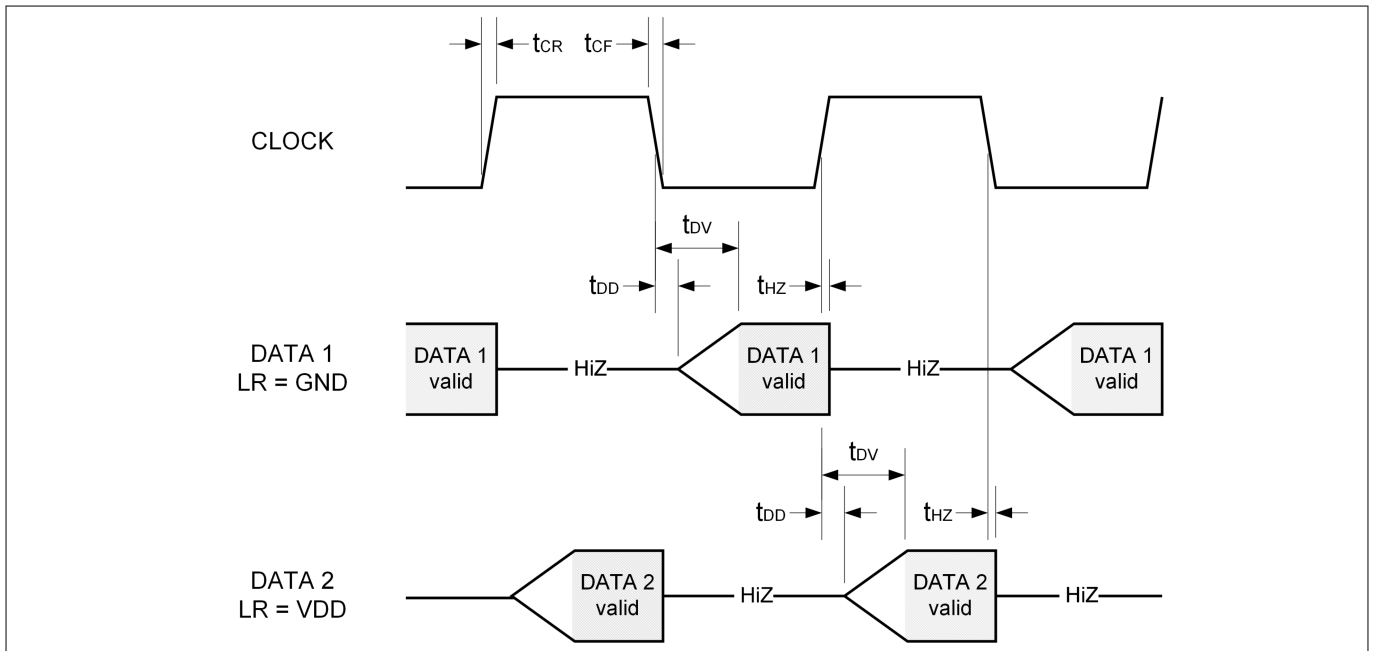 tCR tCF
CLOCK
tDV
tDD
tHZ
DATA 1
LR = GND
DATA 1
valid
HiZ
DATA 1
valid
HiZ
DATA 1
valid
tDV
tDD
tHZ
DATA 2
LR = VDD
DATA 2
valid
HiZ
DATA 2
valid
HiZ